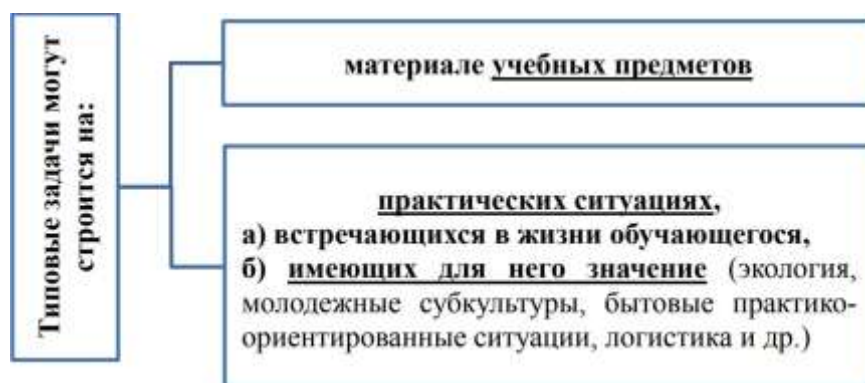 Типовые задачи могут
строится на:
материале учебных предметов
практических ситуациях,
а) встречающихся в жизни обучающегося,
б) имеющих для него значение (экология,
молодежные субкультуры, бытовые практико-
ориентированные ситуации, логистика и др.)